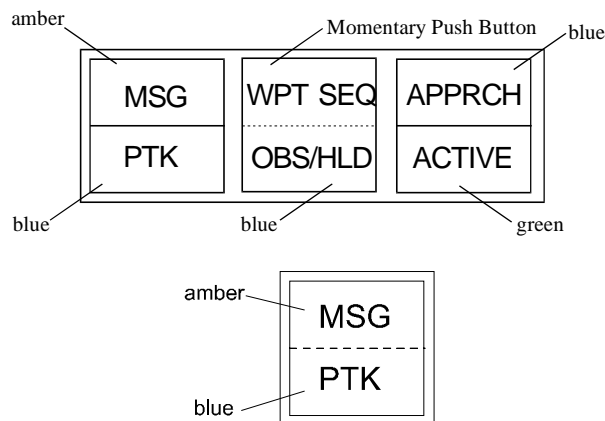 amber
Momentary Push Button
blue
MSG
WPT SEQ
APPRCH
PTK
OBS/HLD
ACTIVE
blue
blue
green
amber
MSG
PTK
blue